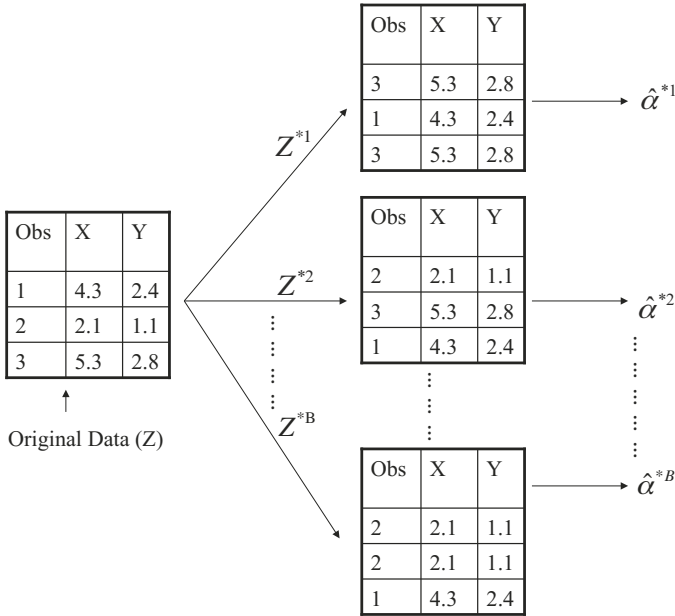 Obs X Y
3 5.3 2.8
1 4.3 2.4
3 5.3 2.8
α̂*1
Z*1
Obs X Y
1 4.3 2.4
2 2.1 1.1
3 5.3 2.8
Original Data (Z)
Z*2
Obs X Y
2 2.1 1.1
3 5.3 2.8
1 4.3 2.4
α̂*2
Z*B
Obs X Y
2 2.1 1.1
2 2.1 1.1
1 4.3 2.4
α̂*B